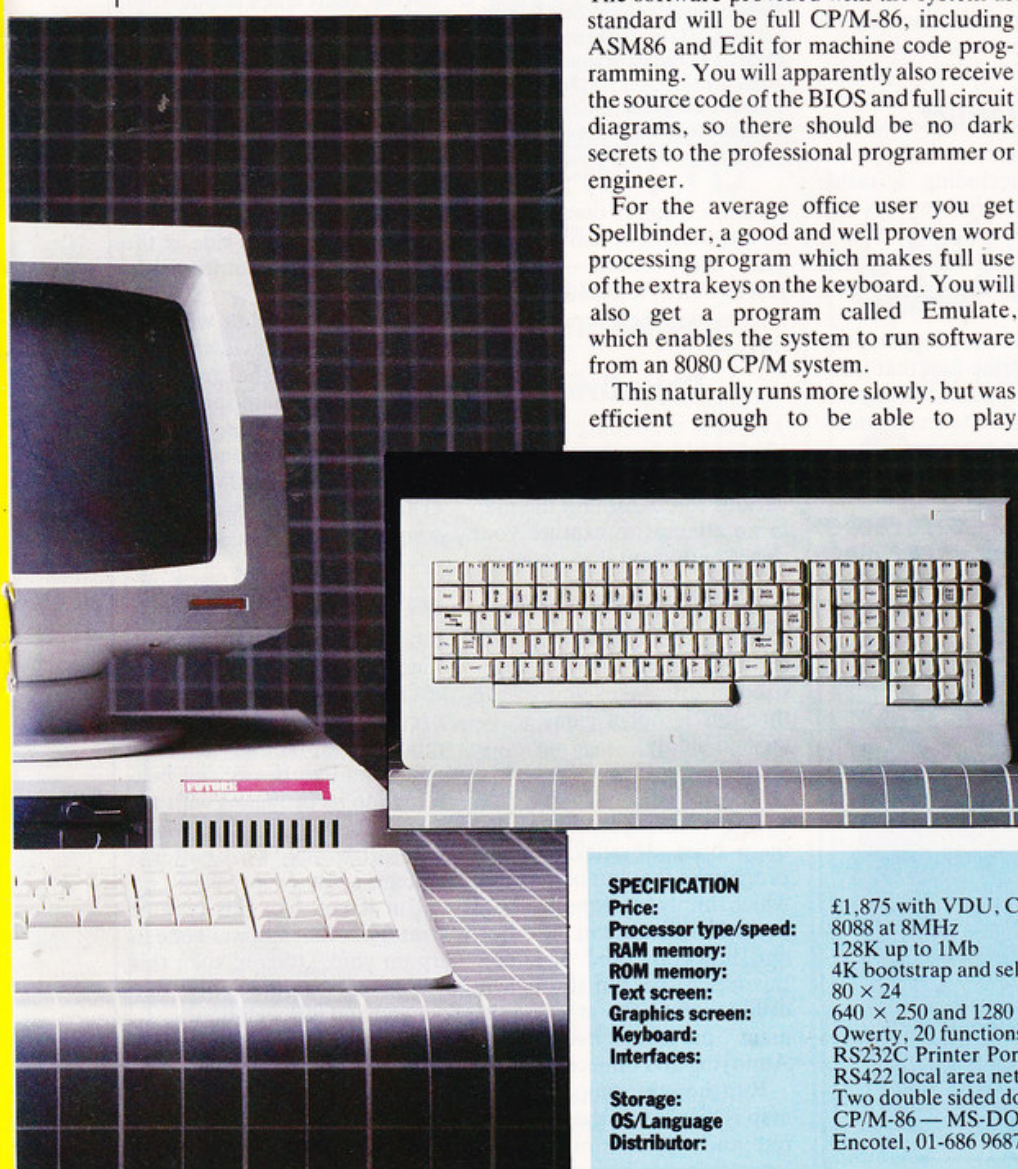 standard will be full CP/M-86, including
ASM86 and Edit for machine code prog-
ramming. You will apparently also receive
the source code of the BIOS and full circuit
diagrams, so there should be no dark
secrets to the professional programmer or
engineer.
For the average office user you get
Spellbinder, a good and well proven word
processing program which makes full use
of the extra keys on the keyboard. You will
also get a program called Emulate,
which enables the system to run software
from an 8080 CP/M system.
This naturally runs more slowly, but was
efficient enough to be able to play
FUTURE
SPECIFICATION
Price: £1,875 with VDU, C
Processor type/speed: 8088 at 8MHz
RAM memory: 128K up to 1Mb
ROM memory: 4K bootstrap and sel
Text screen: 80 × 24
Graphics screen: 640 × 250 and 1280
Keyboard: Qwerty, 20 functions
Interfaces: RS232C Printer Por
RS422 local area net
Storage: Two double sided do
OS/Language CP/M-86 — MS-DO
Distributor: Encotel, 01-686 9687